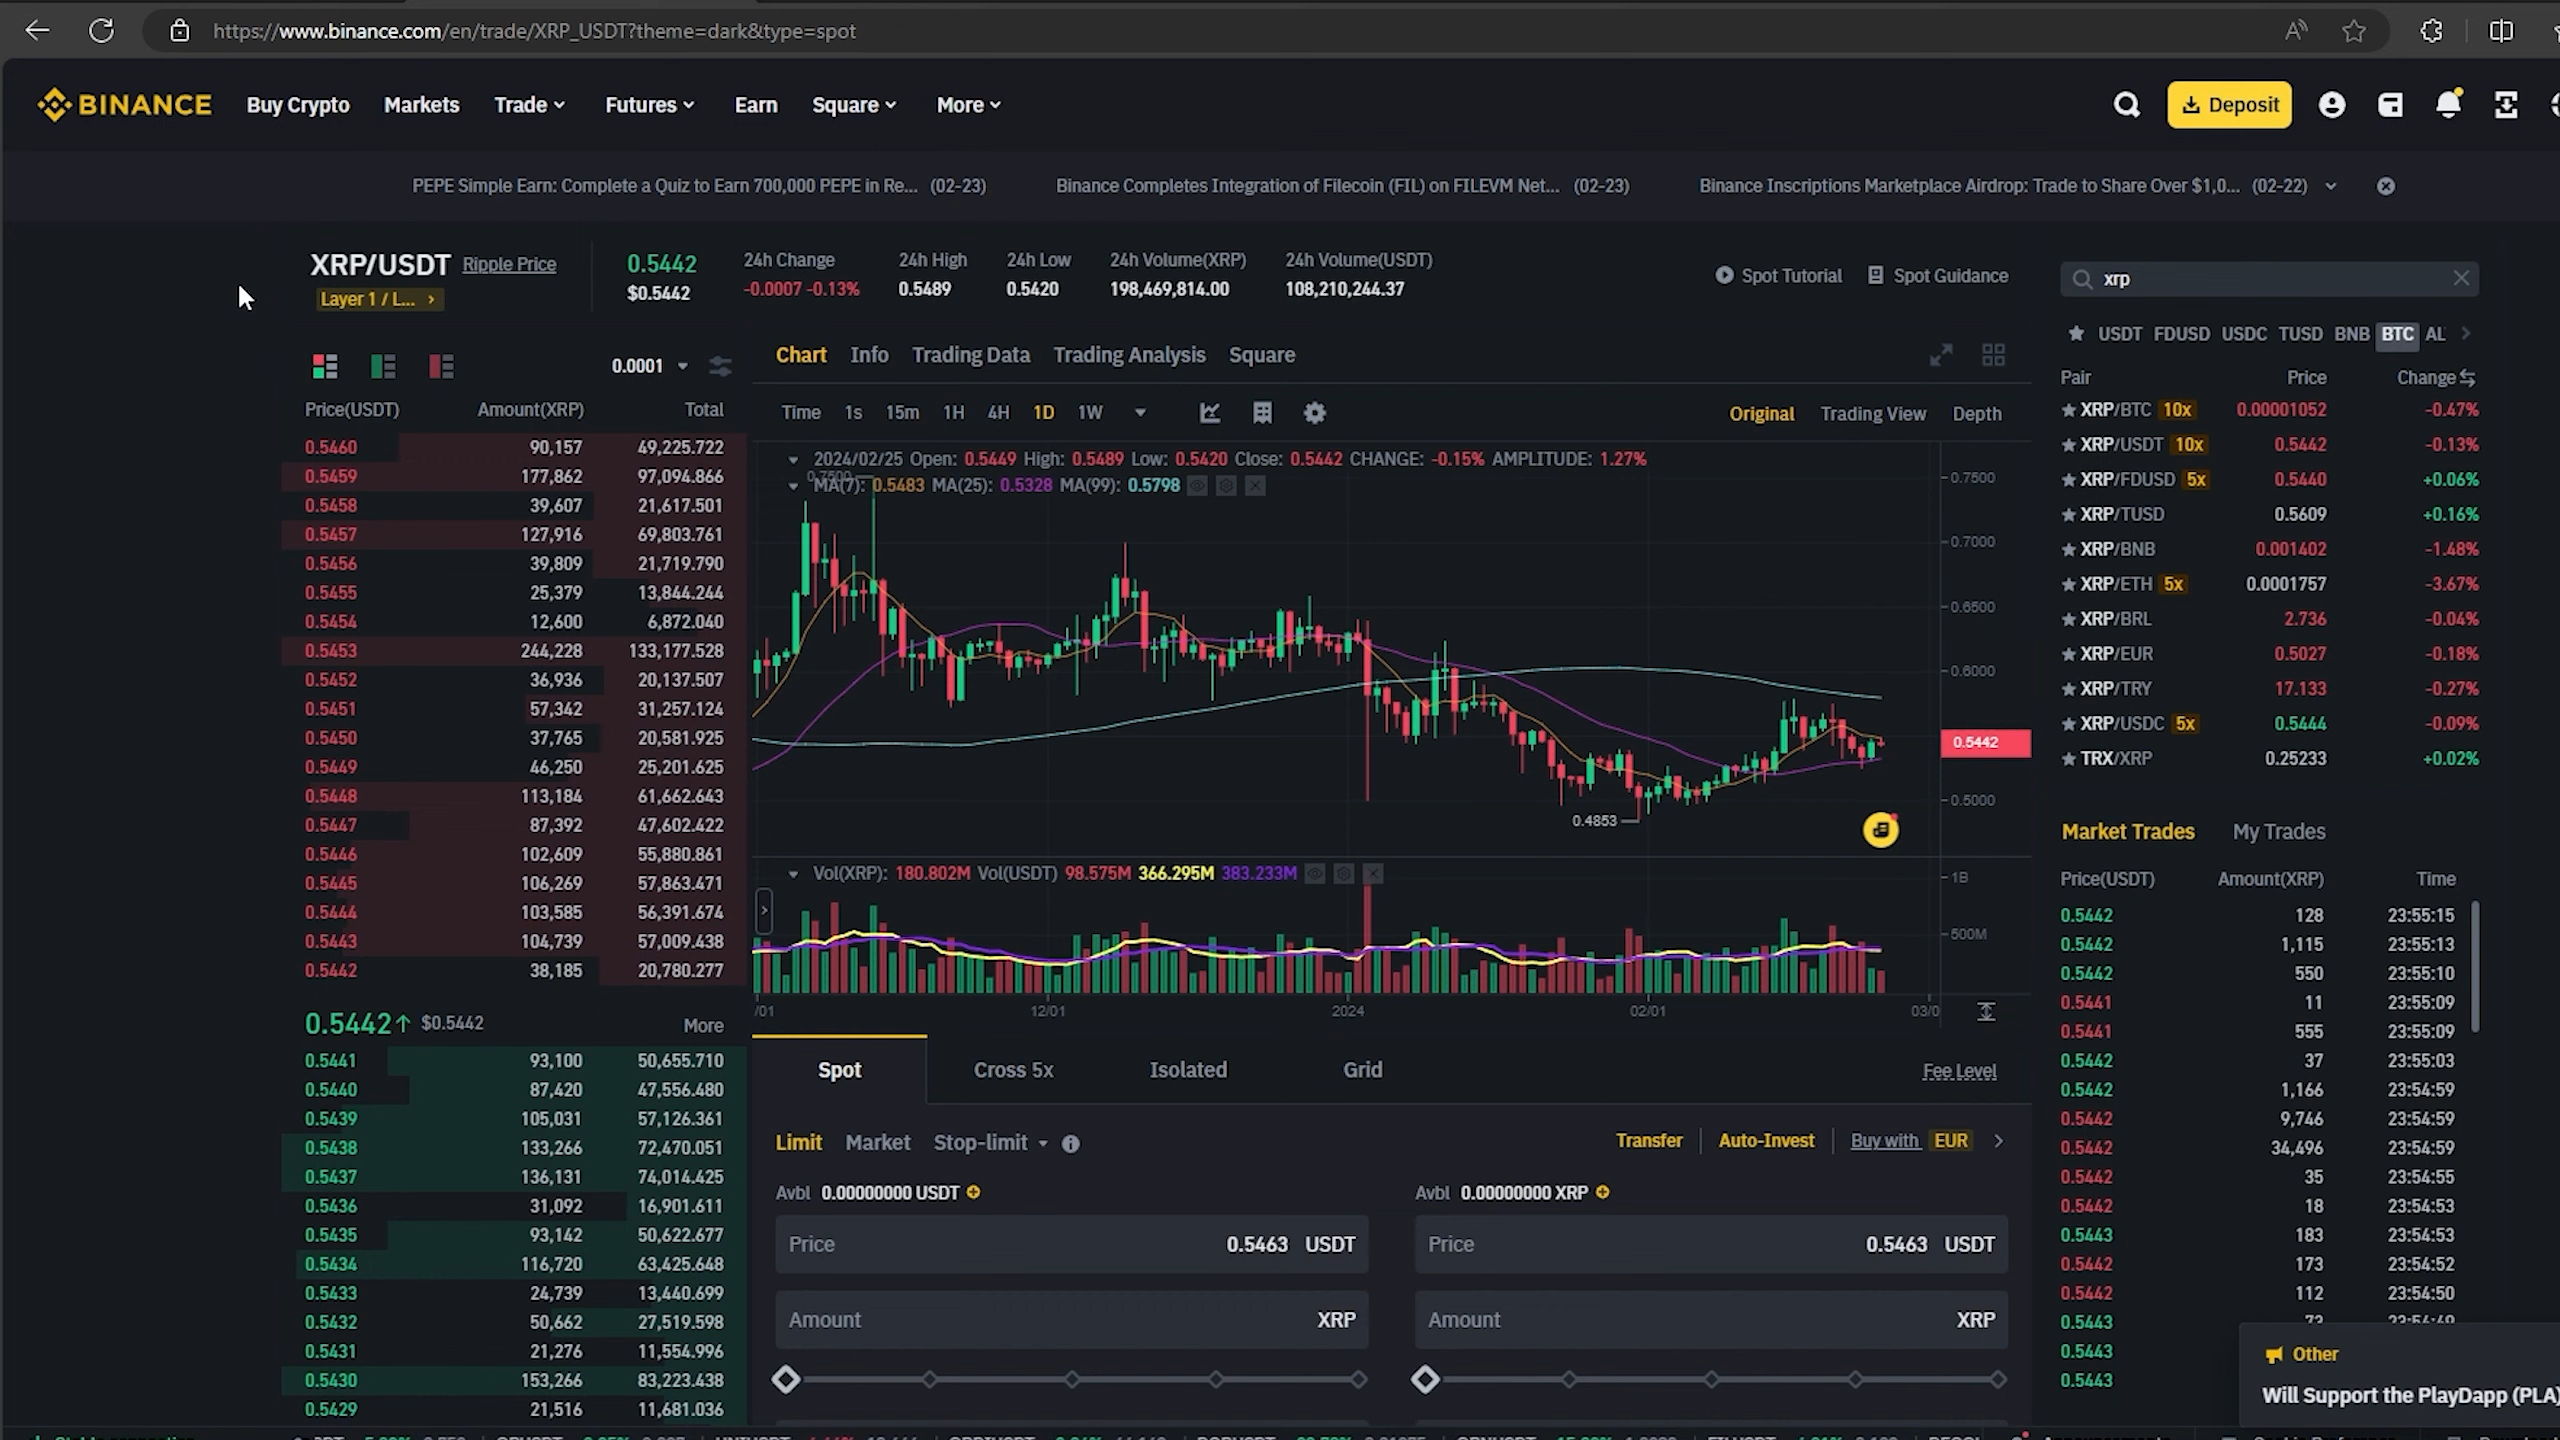 https://www.binance.com/en/trade/XRP_USDT?theme=dark&type=spot
BINANCE Buy Crypto Markets Trade Futures Earn Square More Deposit
PEPE Simple Earn: Complete a Quiz to Earn 700,000 PEPE in Re... (02-23) Binance Completes Integration of Filecoin (FIL) on FILEVM Net... (02-23) Binance Inscriptions Marketplace Airdrop: Trade to Share Over $1,0... (02-22)
XRP/USDT Ripple Price
Layer 1 / L...
0.5442
$0.5442
24h Change
-0.0007 -0.13%
24h High
0.5489
24h Low
0.5420
24h Volume(XRP)
198,469,814.00
24h Volume(USDT)
108,210,244.37
Spot Tutorial Spot Guidance
0.0001
Price(USDT) Amount(XRP) Total
0.5460 90,157 49,225.722
0.5459 177,862 97,094.866
0.5458 39,607 21,617.501
0.5457 127,916 69,803.761
0.5456 39,809 21,719.790
0.5455 25,379 13,844.244
0.5454 12,600 6,872.040
0.5453 244,228 133,177.528
0.5452 36,936 20,137.507
0.5451 57,342 31,257.124
0.5450 37,765 20,581.925
0.5449 46,250 25,201.625
0.5448 113,184 61,662.643
0.5447 87,392 47,602.422
0.5446 102,609 55,880.861
0.5445 106,269 57,863.471
0.5444 103,585 56,391.674
0.5443 104,739 57,009.438
0.5442 38,185 20,780.277
0.5442↑ $0.5442 More
0.5441 93,100 50,655.710
0.5440 87,420 47,556.480
0.5439 105,031 57,126.361
0.5438 133,266 72,470.051
0.5437 136,131 74,014.425
0.5436 31,092 16,901.611
0.5435 93,142 50,622.677
0.5434 116,720 63,425.648
0.5433 24,739 13,440.699
0.5432 50,662 27,519.598
0.5431 21,276 11,554.996
0.5430 153,266 83,223.438
0.5429 21,516 11,681.036
Chart Info Trading Data Trading Analysis Square
Time 1s 15m 1H 4H 1D 1W Original Trading View Depth
2024/02/25 Open: 0.5449 High: 0.5489 Low: 0.5420 Close: 0.5442 CHANGE: -0.15% AMPLITUDE: 1.27%
0.7500
MA(7): 0.5483 MA(25): 0.5328 MA(99): 0.5798
0.7500
0.7000
0.6500
0.6000
0.5442
0.5000
0.4853
Vol(XRP): 180.802M Vol(USDT) 98.575M 366.295M 383.233M
1B
500M
/01 12/01 2024 02/01 03/0
Spot Cross 5x Isolated Grid Fee Level
Limit Market Stop-limit Transfer Auto-Invest Buy with EUR
Avbl 0.00000000 USDT Avbl 0.00000000 XRP
Price 0.5463 USDT Price 0.5463 USDT
Amount XRP Amount XRP
xrp
USDT FDUSD USDC TUSD BNB BTC AL
Pair Price Change
XRP/BTC 10x 0.00001052 -0.47%
XRP/USDT 10x 0.5442 -0.13%
XRP/FDUSD 5x 0.5440 +0.06%
XRP/TUSD 0.5609 +0.16%
XRP/BNB 0.001402 -1.48%
XRP/ETH 5x 0.0001757 -3.67%
XRP/BRL 2.736 -0.04%
XRP/EUR 0.5027 -0.18%
XRP/TRY 17.133 -0.27%
XRP/USDC 5x 0.5444 -0.09%
TRX/XRP 0.25233 +0.02%
Market Trades My Trades
Price(USDT) Amount(XRP) Time
0.5442 128 23:55:15
0.5442 1,115 23:55:13
0.5442 550 23:55:10
0.5441 11 23:55:09
0.5441 555 23:55:09
0.5442 37 23:55:03
0.5442 1,166 23:54:59
0.5442 9,746 23:54:59
0.5442 34,496 23:54:59
0.5442 35 23:54:55
0.5442 18 23:54:53
0.5443 183 23:54:53
0.5442 173 23:54:52
0.5442 112 23:54:50
0.5443
0.5443
0.5443
Other
Will Support the PlayDapp (PLA)